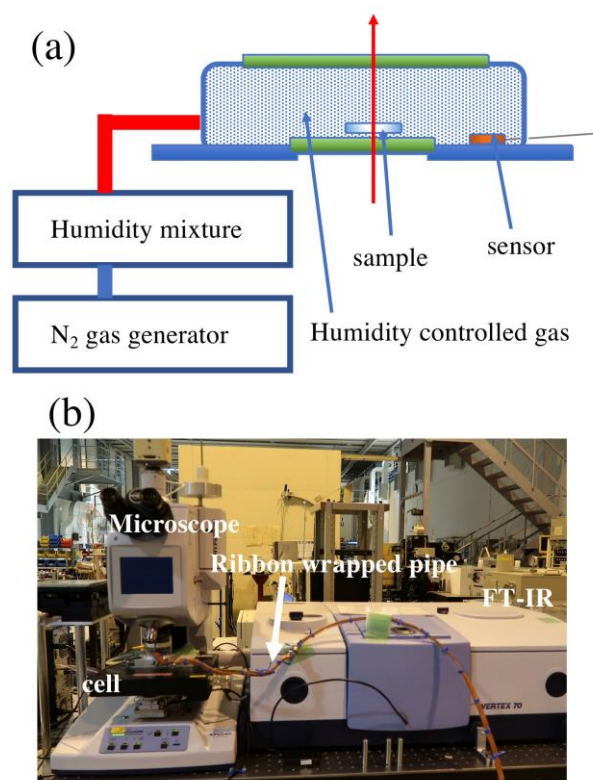 (a)
Humidity mixture
N₂ gas generator
sample
sensor
Humidity controlled gas
(b)
Microscope
Ribbon wrapped pipe
FT-IR
cell
VERTEX 70